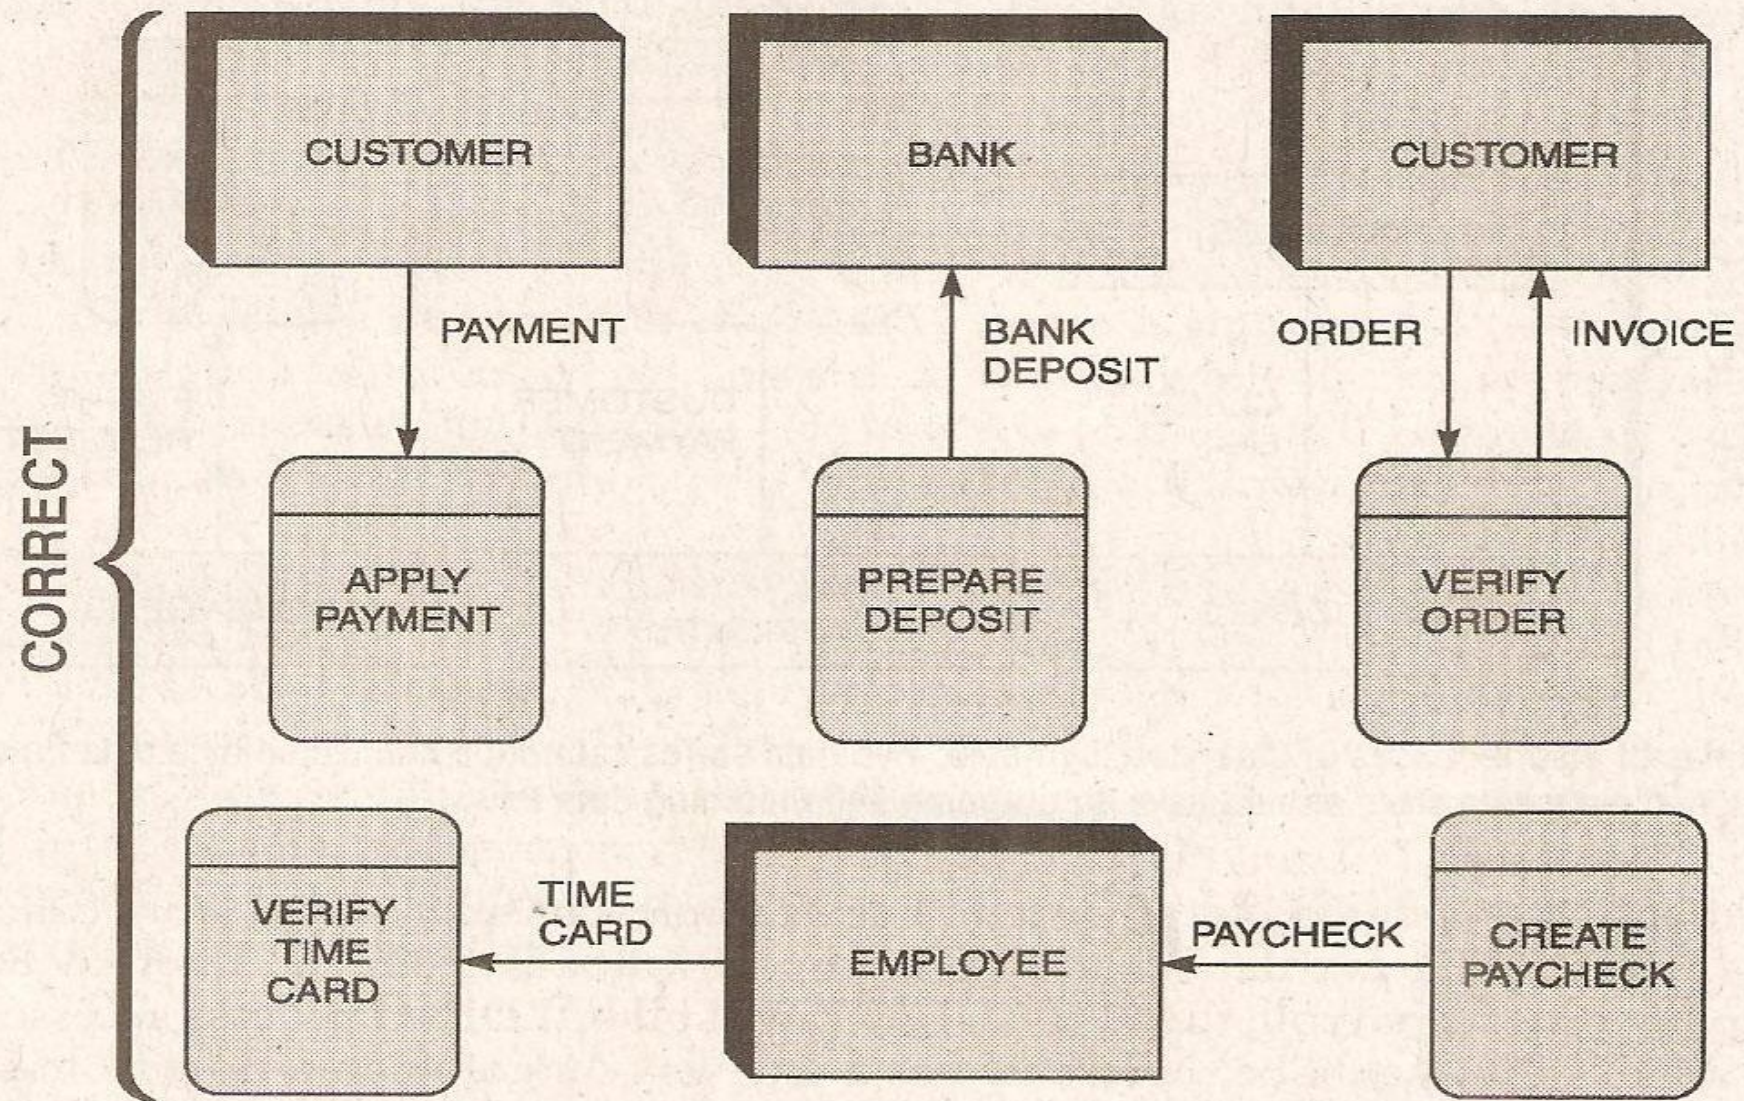 CORRECT
CUSTOMER
BANK
CUSTOMER
PAYMENT
BANK
DEPOSIT
ORDER
INVOICE
APPLY
PAYMENT
PREPARE
DEPOSIT
VERIFY
ORDER
VERIFY
TIME
CARD
TIME
CARD
EMPLOYEE
PAYCHECK
CREATE
PAYCHECK